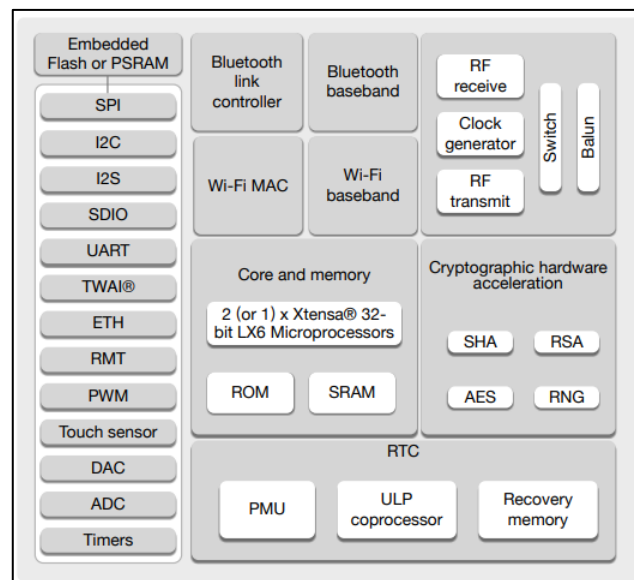 Embedded
Flash or PSRAM
SPI
I2C
I2S
SDIO
UART
TWAI®
ETH
RMT
PWM
Touch sensor
DAC
ADC
Timers
Bluetooth
link
controller
Bluetooth
baseband
Wi-Fi MAC
Wi-Fi
baseband
RF
receive
Clock
generator
RF
transmit
Switch
Balun
Core and memory
2 (or 1) x Xtensa® 32-
bit LX6 Microprocessors
ROM
SRAM
Cryptographic hardware
acceleration
SHA
RSA
AES
RNG
RTC
PMU
ULP
coprocessor
Recovery
memory